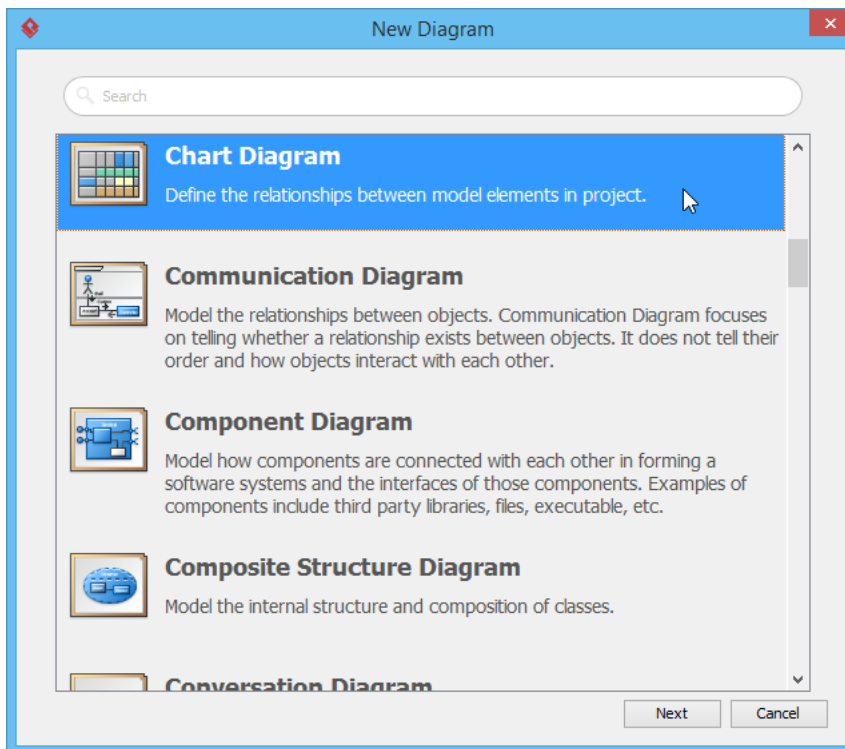 New Diagram
Search
Chart Diagram
Define the relationships between model elements in project.
Communication Diagram
Model the relationships between objects. Communication Diagram focuses
on telling whether a relationship exists between objects. It does not tell their
order and how objects interact with each other.
Component Diagram
Model how components are connected with each other in forming a
software systems and the interfaces of those components. Examples of
components include third party libraries, files, executable, etc.
Composite Structure Diagram
Model the internal structure and composition of classes.
Conversation Diagram
Next
Cancel